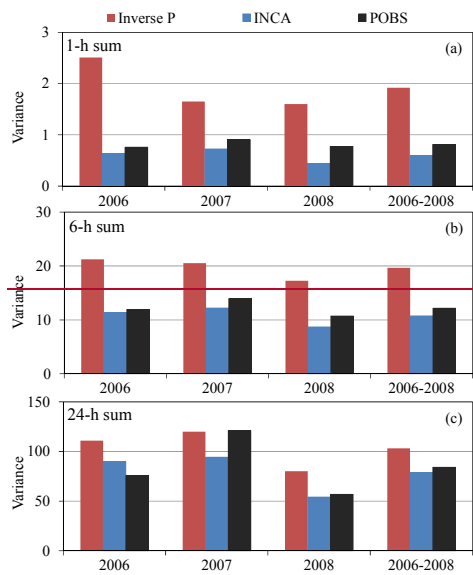 Inverse P INCA POBS
1-h sum (a)
3
2
1
0
Variance
2006 2007 2008 2006-2008
6-h sum (b)
30
20
10
0
Variance
2006 2007 2008 2006-2008
24-h sum (c)
150
100
50
0
Variance
2006 2007 2008 2006-2008